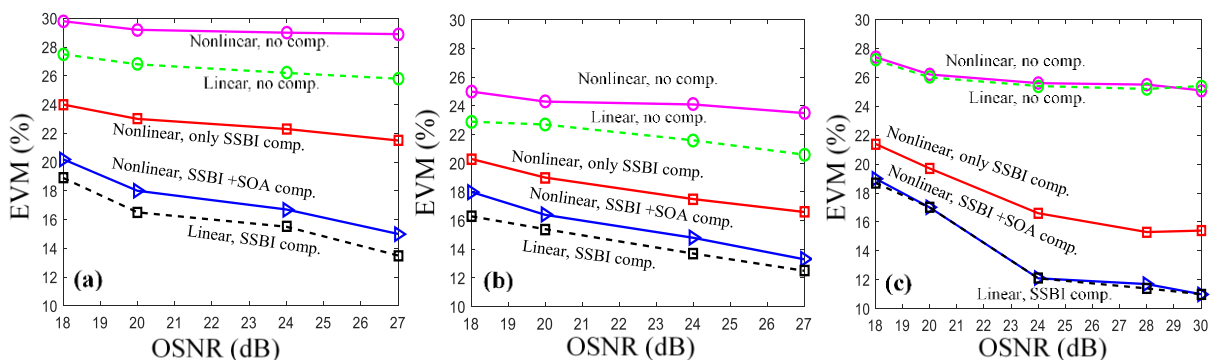 30
28
26
24
22
20
18
16
14
12
10
EVM (%)
Nonlinear, no comp.
Linear, no comp.
Nonlinear, only SSBI comp.
Nonlinear, SSBI +SOA comp.
Linear, SSBI comp.
(a)
18 19 20 21 22 23 24 25 26 27
OSNR (dB)
30
28
26
24
22
20
18
16
14
12
10
EVM (%)
Nonlinear, no comp.
Linear, no comp.
Nonlinear, only SSBI comp.
Nonlinear, SSBI +SOA comp.
Linear, SSBI comp.
(b)
18 19 20 21 22 23 24 25 26 27
OSNR (dB)
30
28
26
24
22
20
18
16
14
12
10
EVM (%)
Nonlinear, no comp.
Linear, no comp.
Nonlinear, only SSBI comp.
Nonlinear, SSBI +SOA comp.
Linear, SSBI comp.
(c)
18 19 20 21 22 23 24 25 26 27 28 29 30
OSNR (dB)